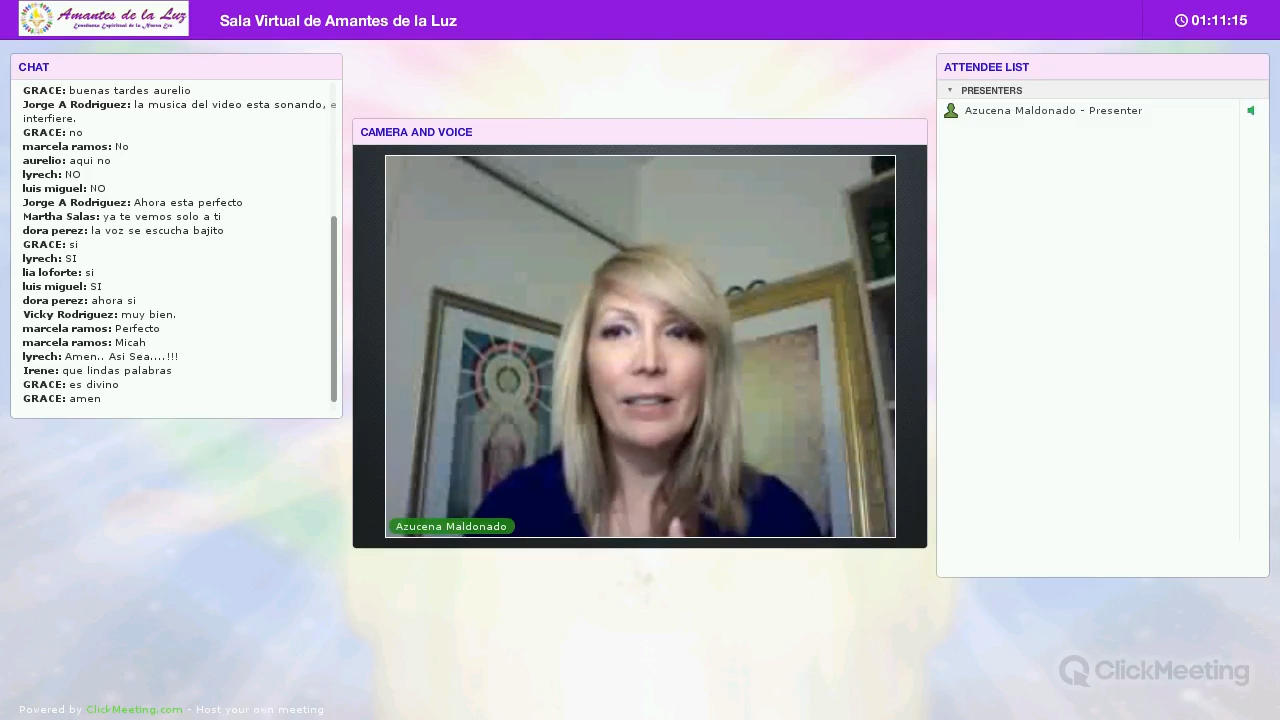 Amantes de la Luz
Enseñanza Espiritual de la Nueva Era
Sala Virtual de Amantes de la Luz
01:11:15
CHAT
GRACE: buenas tardes aurelio
Jorge A Rodriguez: la musica del video esta sonando, e
interfiere.
GRACE: no
marcela ramos: No
aurelio: aqui no
lyrech: NO
luis miguel: NO
Jorge A Rodriguez: Ahora esta perfecto
Martha Salas: ya te vemos solo a ti
dora perez: la voz se escucha bajito
GRACE: si
lyrech: SI
lia loforte: si
luis miguel: SI
dora perez: ahora si
Vicky Rodriguez: muy bien.
marcela ramos: Perfecto
marcela ramos: Micah
lyrech: Amen.. Asi Sea....!!!
Irene: que lindas palabras
GRACE: es divino
GRACE: amen
CAMERA AND VOICE
Azucena Maldonado
ATTENDEE LIST
PRESENTERS
Azucena Maldonado - Presenter
ClickMeeting
Powered by ClickMeeting.com - Host your own meeting